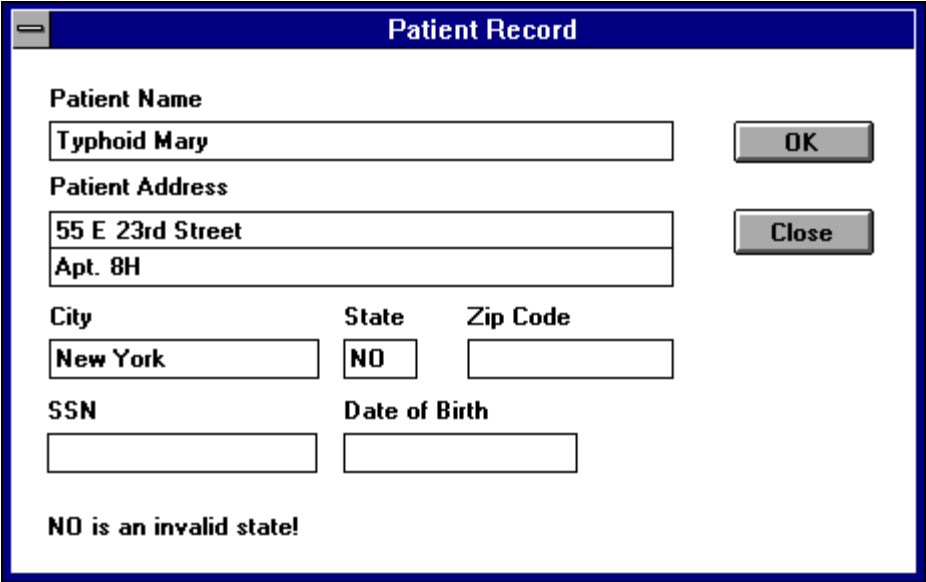 Patient Record
Patient Name
Typhoid Mary
OK
Patient Address
55 E 23rd Street
Close
Apt. 8H
City State Zip Code
New York NO
SSN Date of Birth
NO is an invalid state!